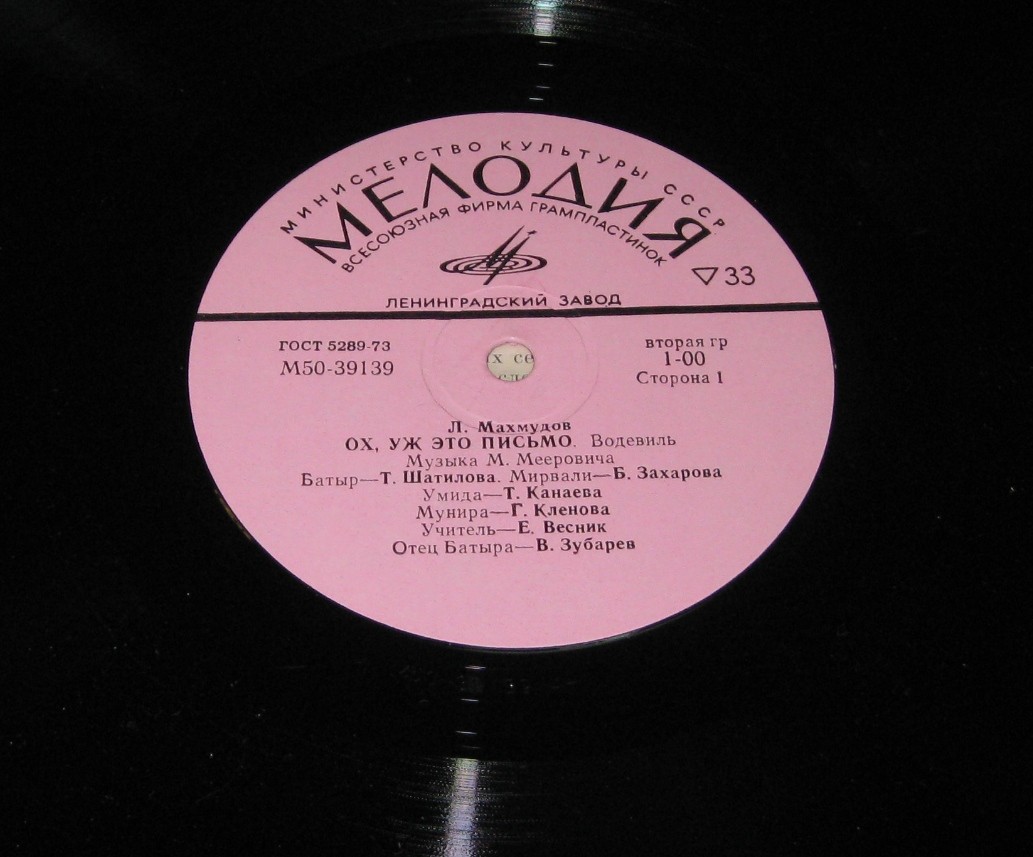 МИНИСТЕРСТВО КУЛЬТУРЫ СССР
МЕЛОДИЯ
ВСЕСОЮЗНАЯ ФИРМА ГРАМПЛАСТИНОК
33
ЛЕНИНГРАДСКИЙ ЗАВОД
ГОСТ 5289-73
М50-39139
вторая гр
1-00
Сторона 1
х се
Л. Махмудов
ОХ, УЖ ЭТО ПИСЬМО. Водевиль
Музыка М. Мееровича
Батыр—Т. Шатилова. Мирвали—Б. Захарова
Умида—Т. Канаева
Мунира—Г. Кленова
Учитель—Е. Весник
Отец Батыра—В. Зубарев